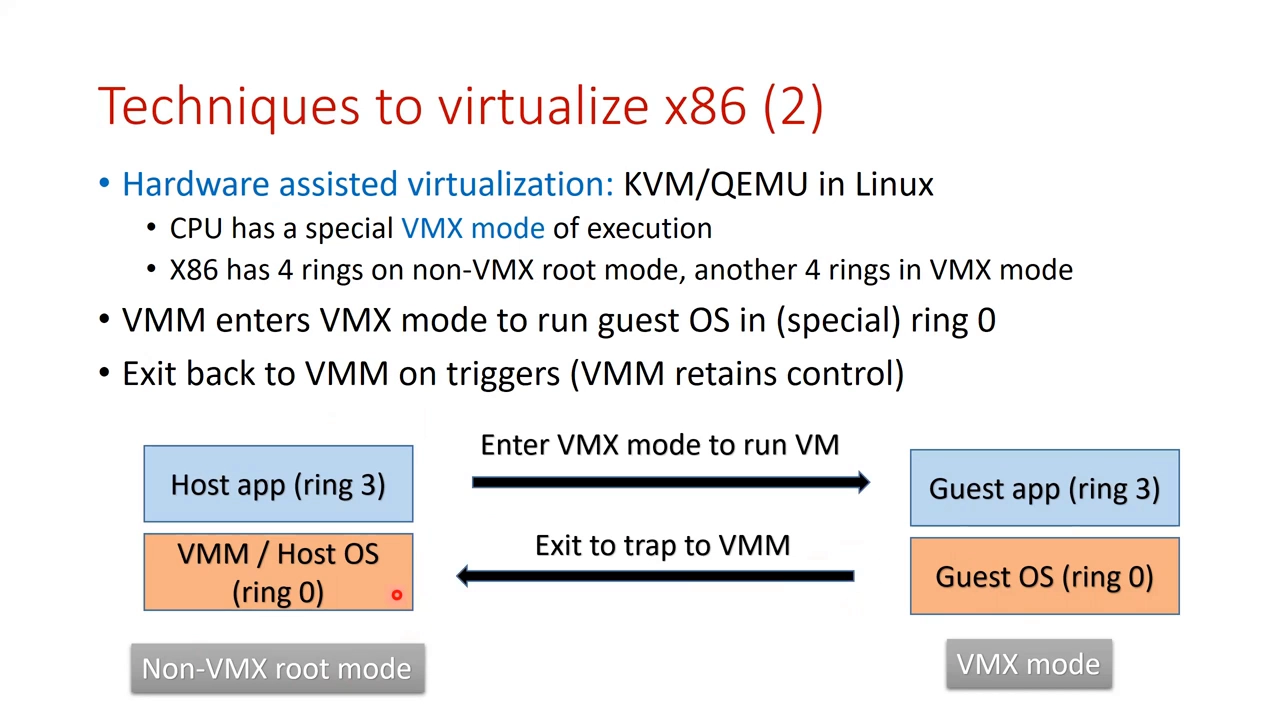 Techniques to virtualize x86 (2)
• Hardware assisted virtualization: KVM/QEMU in Linux
• CPU has a special VMX mode of execution
• X86 has 4 rings on non-VMX root mode, another 4 rings in VMX mode
• VMM enters VMX mode to run guest OS in (special) ring 0
• Exit back to VMM on triggers (VMM retains control)
Host app (ring 3)
VMM / Host OS
(ring 0)
Non-VMX root mode
Enter VMX mode to run VM
Exit to trap to VMM
Guest app (ring 3)
Guest OS (ring 0)
VMX mode